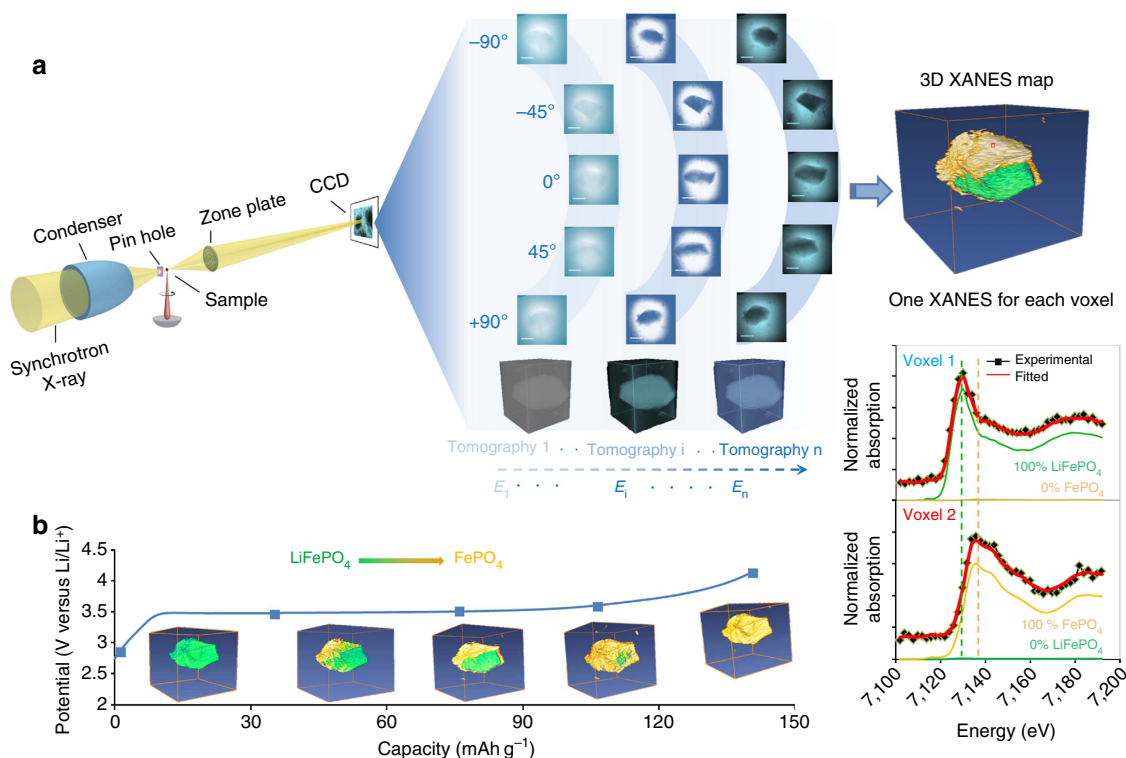 a
Synchrotron
X-ray
Condenser
Pin hole
Sample
Zone plate
CCD
–90°
–45°
0°
45°
+90°
Tomography 1 · · Tomography i · · Tomography n
E1 · · · Ei · · · · En
3D XANES map
One XANES for each voxel
Voxel 1
Experimental
Fitted
Normalized
absorption
100% LiFePO4
0% FePO4
Voxel 2
Normalized
absorption
100 % FePO4
0% LiFePO4
7,100 7,120 7,140 7,160 7,180 7,200
Energy (eV)
b
LiFePO4 FePO4
Potential (V versus Li/Li+)
4.5
4
3.5
3
2.5
2
0 30 60 90 120 150
Capacity (mAh g–1)